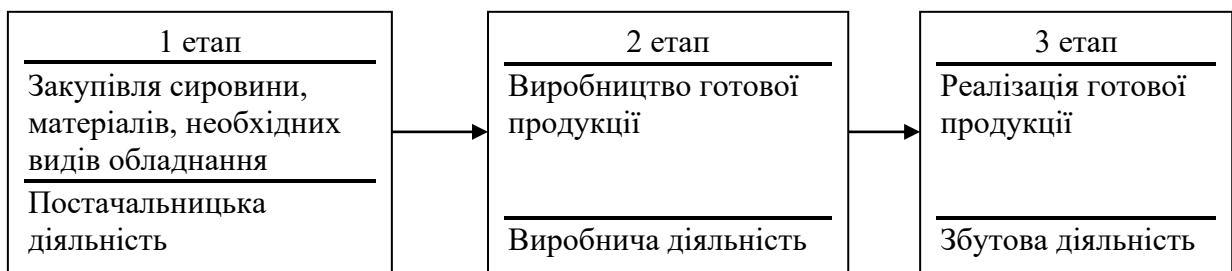 1 етап
Закупівля сировини,
матеріалів, необхідних
видів обладнання
Постачальницька
діяльність
2 етап
Виробництво готової
продукції
Виробнича діяльність
3 етап
Реалізація готової
продукції
Збутова діяльність